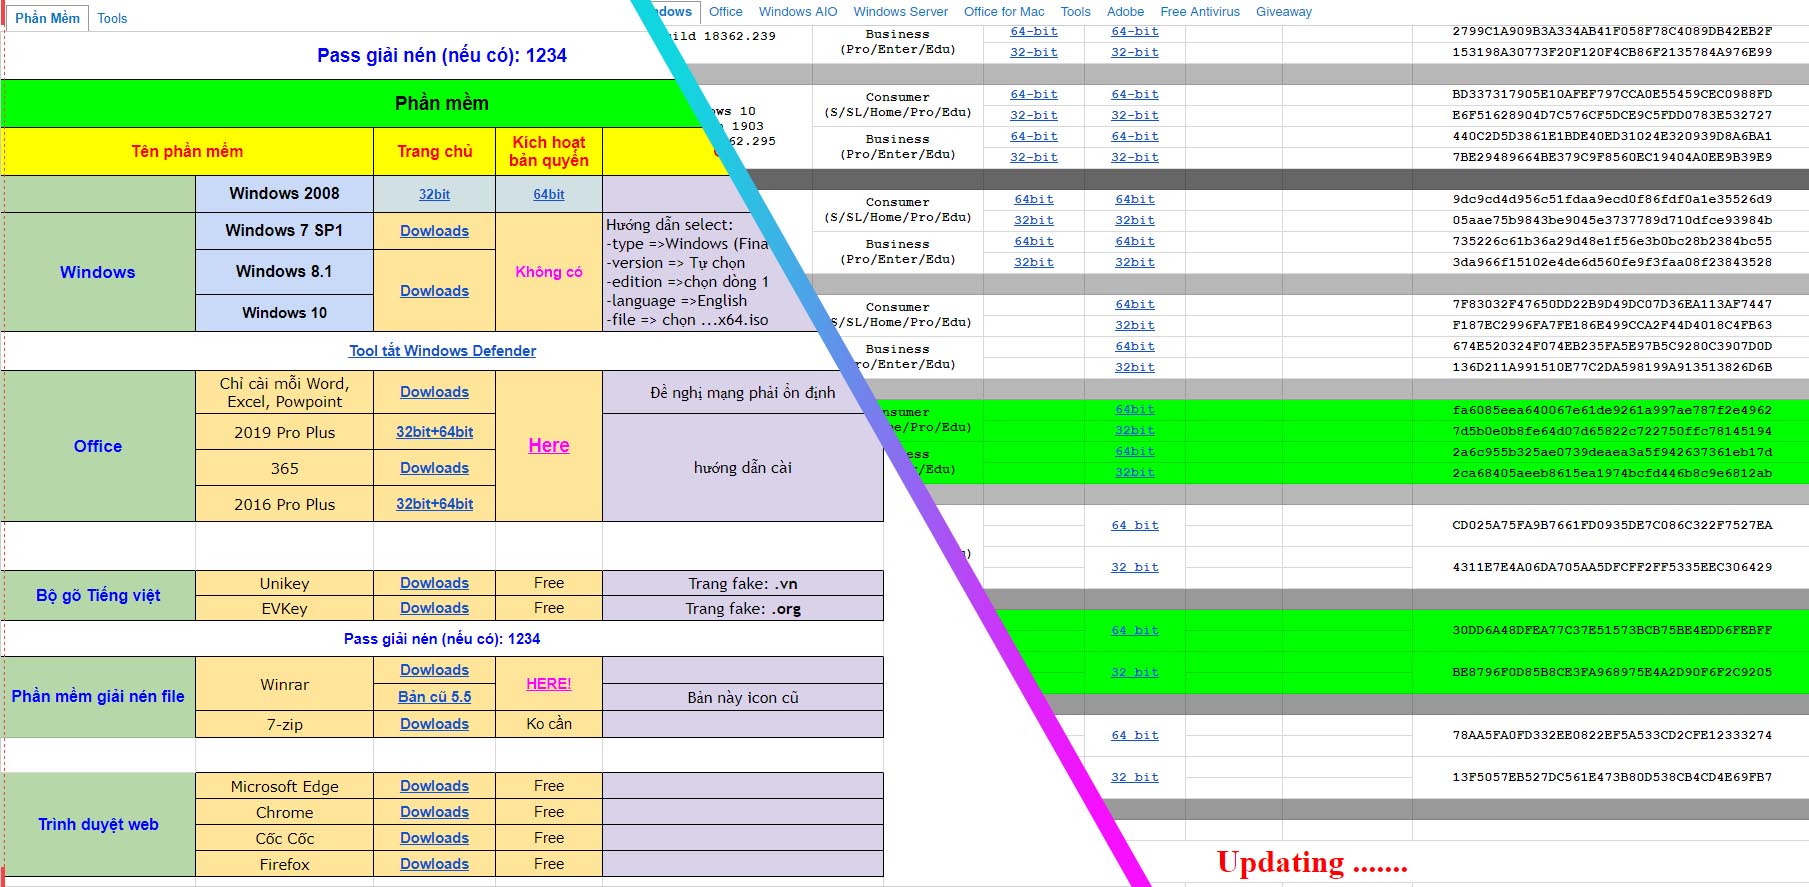 Phần Mềm Tools
Pass giải nén (nếu có): 1234
Phần mềm
Tên phần mềm Trang chủ Kích hoạt bản quyền
Windows 2008 32bit 64bit
Windows
Windows 7 SP1 Dowloads
Windows 8.1 Dowloads
Windows 10
Không có
Hướng dẫn select:
-type =>Windows (Fina
-version => Tự chọn
-edition =>chọn dòng 1
-language =>English
-file => chọn ...x64.iso
Tool tắt Windows Defender
Office
Chỉ cài mỗi Word,
Excel, Powpoint
Dowloads
Here
Đề nghị mạng phải ổn định
2019 Pro Plus 32bit+64bit
365 Dowloads
hướng dẫn cài
2016 Pro Plus 32bit+64bit
Bộ gõ Tiếng việt
Unikey Dowloads Free Trang fake: .vn
EVKey Dowloads Free Trang fake: .org
Pass giải nén (nếu có): 1234
Phần mềm giải nén file
Winrar Dowloads HERE!
Bản cũ 5.5 Bản này icon cũ
7-zip Dowloads Ko cần
Trình duyệt web
Microsoft Edge Dowloads Free
Chrome Dowloads Free
Cốc Cốc Dowloads Free
Firefox Dowloads Free
dows Office Windows AIO Windows Server Office for Mac Tools Adobe Free Antivirus Giveaway
ild 18362.239
Business
(Pro/Enter/Edu)
64-bit 64-bit 2799C1A909B3A334AB41F058F78C4089DB42EB2F
32-bit 32-bit 153198A30773F20F120F4CB86F2135784A976E99
ows 10
1903
62.295
Consumer
(S/SL/Home/Pro/Edu)
64-bit 64-bit BD337317905E10AFEF797CCA0E55459CEC0988FD
32-bit 32-bit E6F51628904D7C576CF5DCE9C5FDD0783E532727
Business
(Pro/Enter/Edu)
64-bit 64-bit 440C2D5D3861E1BDE40ED31024E320939D8A6BA1
32-bit 32-bit 7BE29489664BE379C9F8560EC19404A0EE9B39E9
Consumer
(S/SL/Home/Pro/Edu)
64bit 64bit 9dc9cd4d956c51fdaa9ecd0f86fdf0a1e35526d9
32bit 32bit 05aae75b9843be9045e3737789d710dfce93984b
Business
(Pro/Enter/Edu)
64bit 64bit 735226c61b36a29d48e1f56e3b0bc28b2384bc55
32bit 32bit 3da966f15102e4de6d560fe9f3faa08f23843528
Consumer
S/SL/Home/Pro/Edu)
64bit 7F83032F47650DD22B9D49DC07D36EA113AF7447
32bit F187EC2996FA7FE186E499CCA2F44D4018C4FB63
Business
ro/Enter/Edu)
64bit 674E520324F074EB235FA5E97B5C9280C3907D0D
32bit 136D211A991510E77C2DA598199A913513826D6B
nsumer
me/Pro/Edu)
64bit fa6085eea640067e61de9261a997ae787f2e4962
32bit 7d5b0e0b8fe64d07d65822c722750ffc78145194
ess
/Edu)
64bit 2a6c955b325ae0739deaea3a5f942637361eb17d
32bit 2ca68405aeeb8615ea1974bcfd446b8c9e6812ab
64 bit CD025A75FA9B7661FD0935DE7C086C322F7527EA
32 bit 4311E7E4A06DA705AA5DFCFF2FF5335EEC306429
64 bit 30DD6A48DFEA77C37E51573BCB75BE4EDD6FEBFF
32 bit BE8796F0D85B8CE3FA968975E4A2D90F6F2C9205
64 bit 78AA5FA0FD332EE0822EF5A533CD2CFE12333274
32 bit 13F5057EB527DC561E473B80D538CB4CD4E69FB7
Updating .......